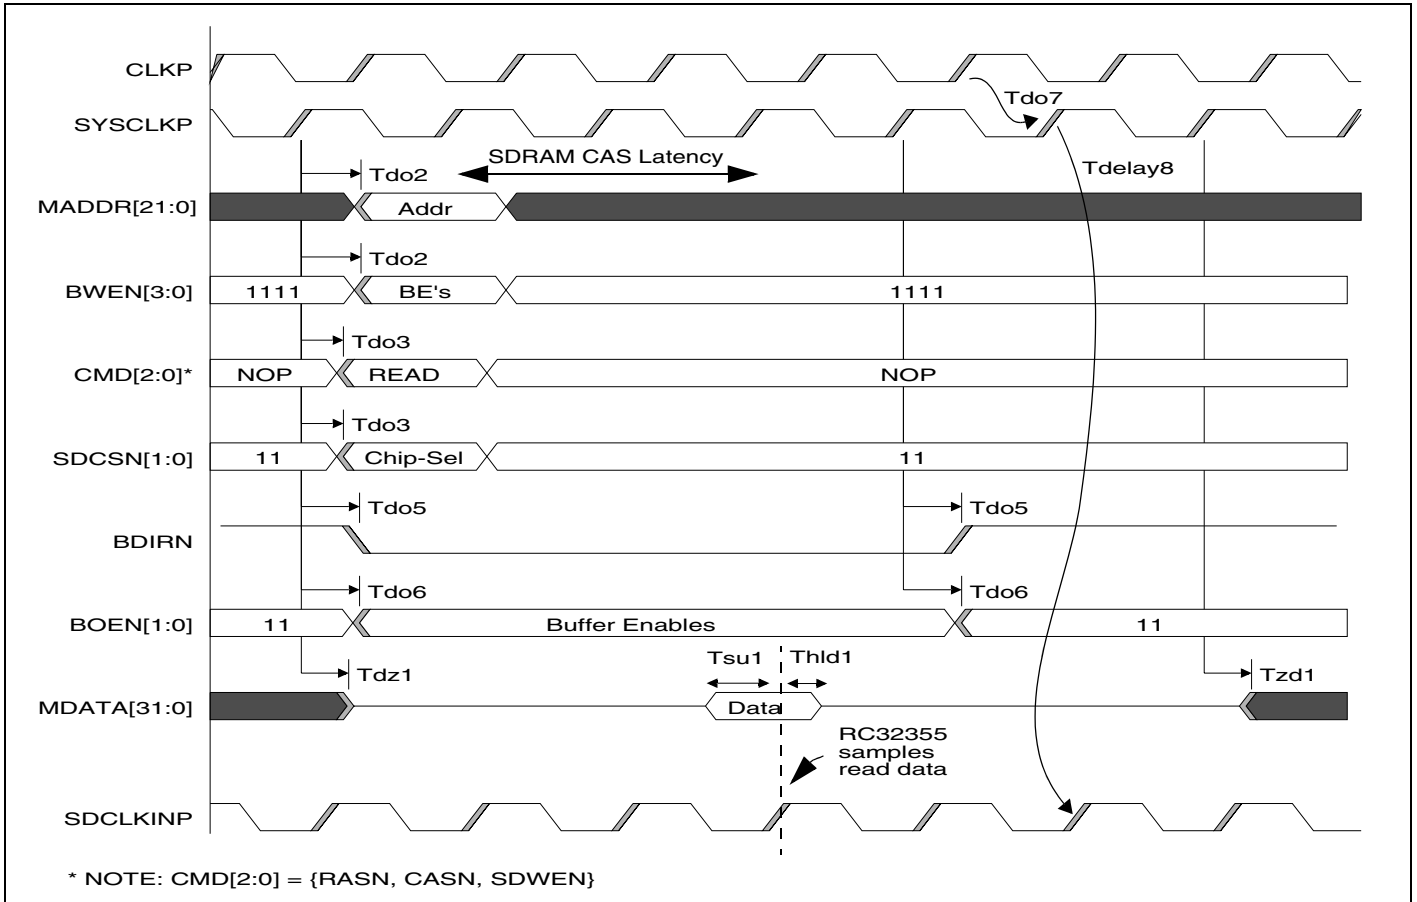 CLKP
Tdo7
SYSCLKP
SDRAM CAS Latency
Tdo2
Tdelay8
MADDR[21:0]
Addr
Tdo2
BWEN[3:0]
1111
BE's
1111
Tdo3
CMD[2:0]*
NOP
READ
NOP
Tdo3
SDCSN[1:0]
11
Chip-Sel
11
Tdo5
Tdo5
BDIRN
Tdo6
Tdo6
BOEN[1:0]
11
Buffer Enables
11
Tsu1
Thld1
Tdz1
Tzd1
MDATA[31:0]
Data
RC32355
samples
read data
SDCLKINP
* NOTE: CMD[2:0] = {RASN, CASN, SDWEN}